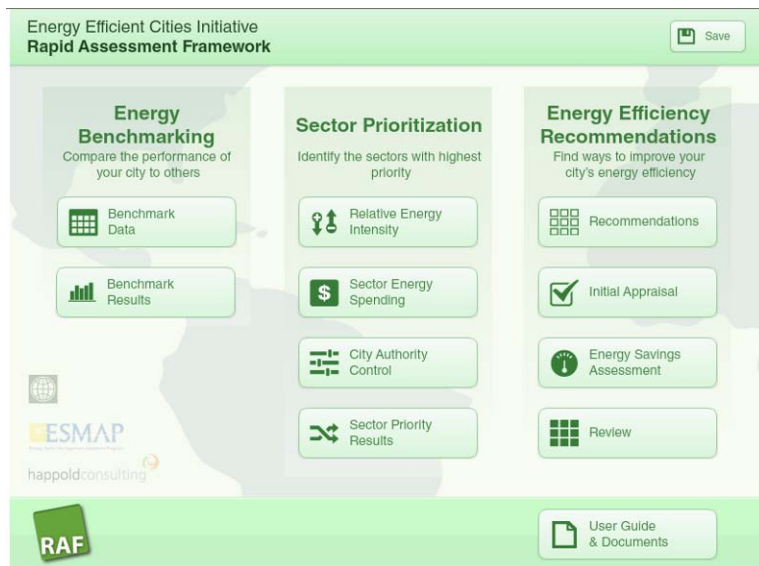 Energy Efficient Cities Initiative
Rapid Assessment Framework
Save
Energy
Benchmarking
Compare the performance of
your city to others
Benchmark
Data
Benchmark
Results
Sector Prioritization
Identify the sectors with highest
priority
Relative Energy
Intensity
$
Sector Energy
Spending
City Authority
Control
Sector Priority
Results
Energy Efficiency
Recommendations
Find ways to improve your
city's energy efficiency
Recommendations
Initial Appraisal
Energy Savings
Assessment
Review
ESMAP
happoldconsulting
RAF
User Guide
& Documents